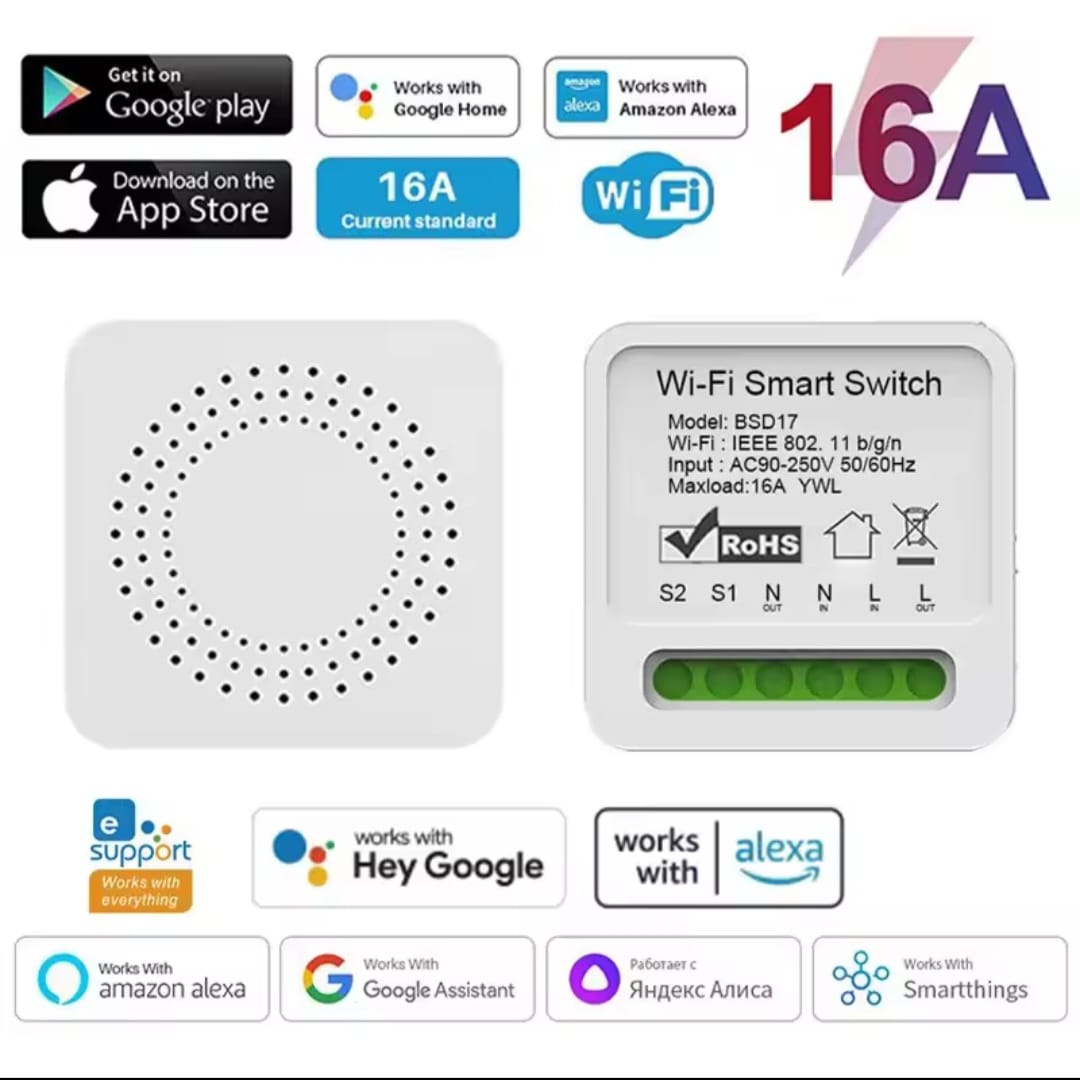 Get it on
Google play
Works with
Google Home
amazon
alexa
Works with
Amazon Alexa
16A
Download on the
App Store
16A
Current standard
Wi Fi
Wi-Fi Smart Switch
Model: BSD17
Wi-Fi : IEEE 802. 11 b/g/n
Input : AC90-250V 50/60Hz
Maxload:16A YWL
RoHS
S2 S1 N N L L
OUT IN IN OUT
e
support
Works with
everything
works with
Hey Google
works
with
alexa
Works With
amazon alexa
Works With
Google Assistant
Работает с
Яндекс Алиса
Works With
Smartthings